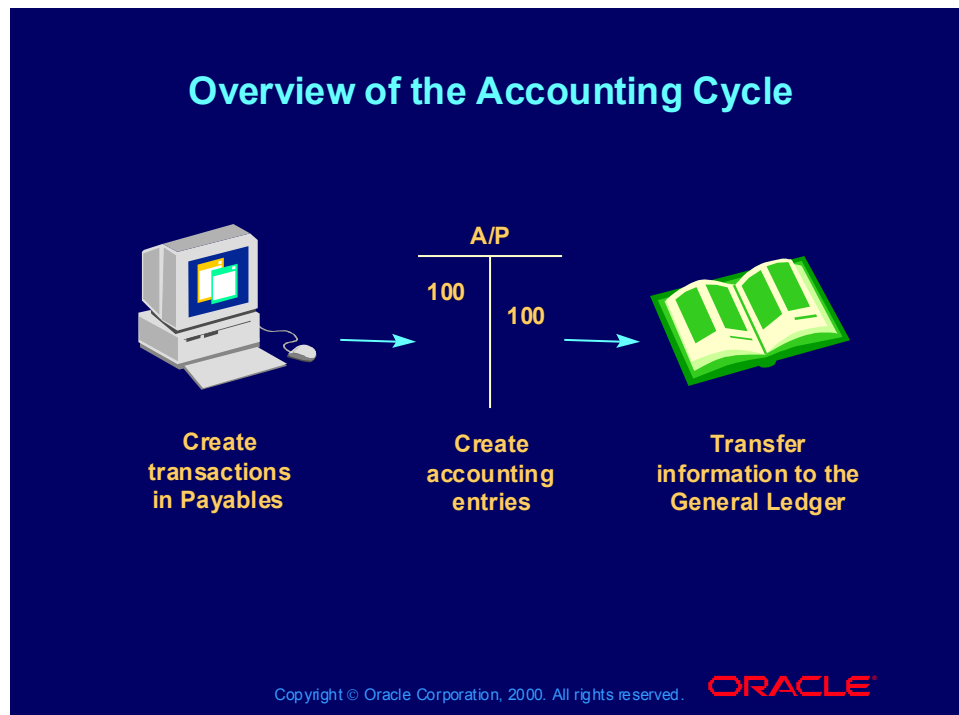 Overview of the Accounting Cycle
A/P
100
100
Create
transactions
in Payables
Create
accounting
entries
Transfer
information to the
General Ledger
Copyright © Oracle Corporation, 2000. All rights reserved.
ORACLE®